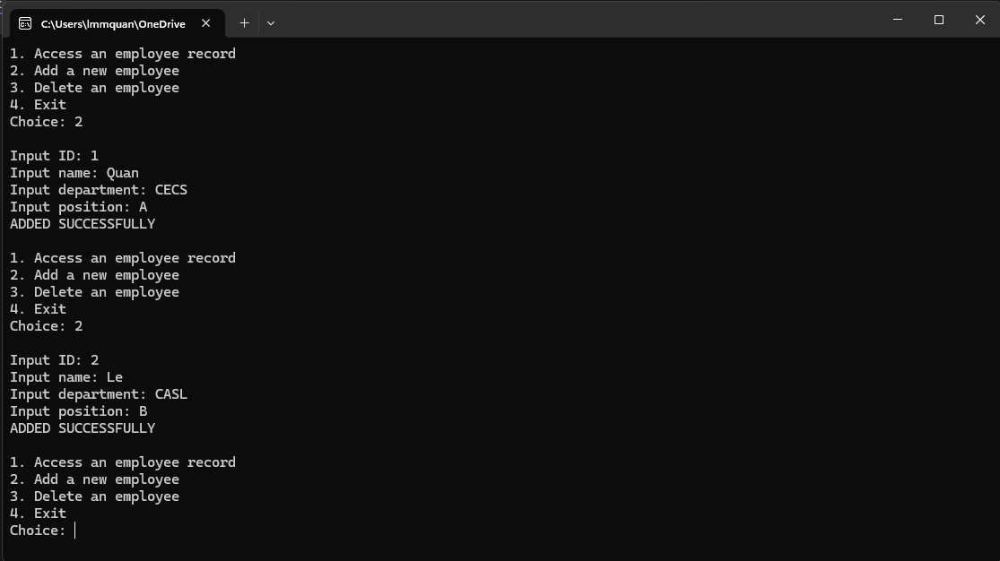 C:\Users\lmmquan\OneDrive
1. Access an employee record
2. Add a new employee
3. Delete an employee
4. Exit
Choice: 2
Input ID: 1
Input name: Quan
Input department: CECS
Input position: A
ADDED SUCCESSFULLY
1. Access an employee record
2. Add a new employee
3. Delete an employee
4. Exit
Choice: 2
Input ID: 2
Input name: Le
Input department: CASL
Input position: B
ADDED SUCCESSFULLY
1. Access an employee record
2. Add a new employee
3. Delete an employee
4. Exit
Choice: